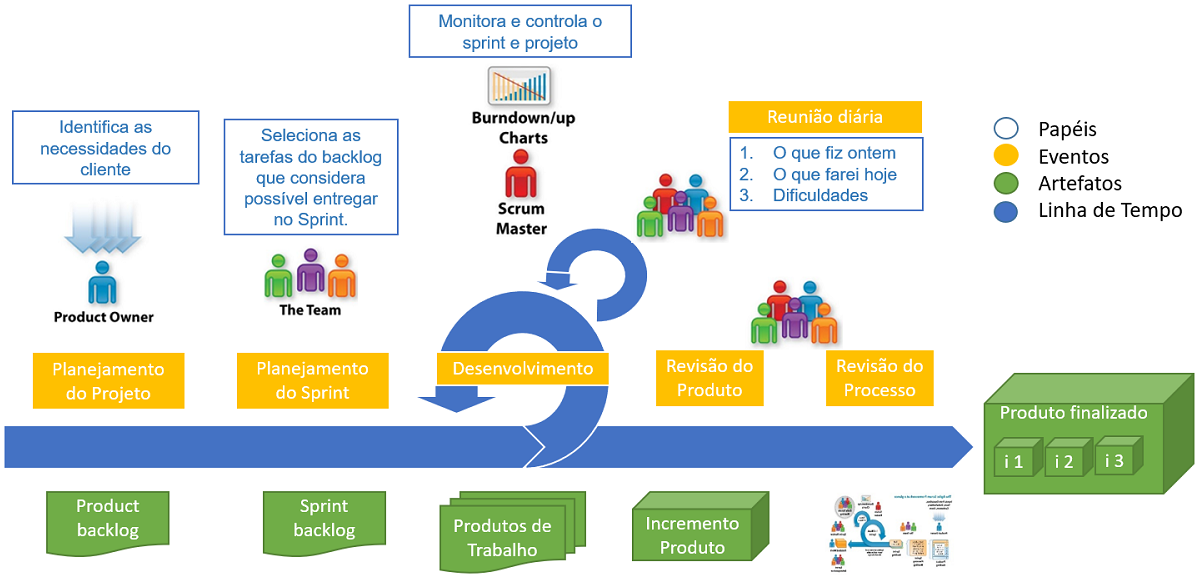 Monitora e controla o
sprint e projeto
Burndown/up
Charts
Scrum
Master
Identifica as
necessidades do
cliente
Product Owner
Seleciona as
tarefas do backlog
que considera
possível entregar
no Sprint.
The Team
Reunião diária
1. O que fiz ontem
2. O que farei hoje
3. Dificuldades
Papéis
Eventos
Artefatos
Linha de Tempo
Planejamento
do Projeto
Planejamento
do Sprint
Desenvolvimento
Revisão do
Produto
Revisão do
Processo
Produto finalizado
i 1
i 2
i 3
Product
backlog
Sprint
backlog
Produtos de
Trabalho
Incremento
Produto